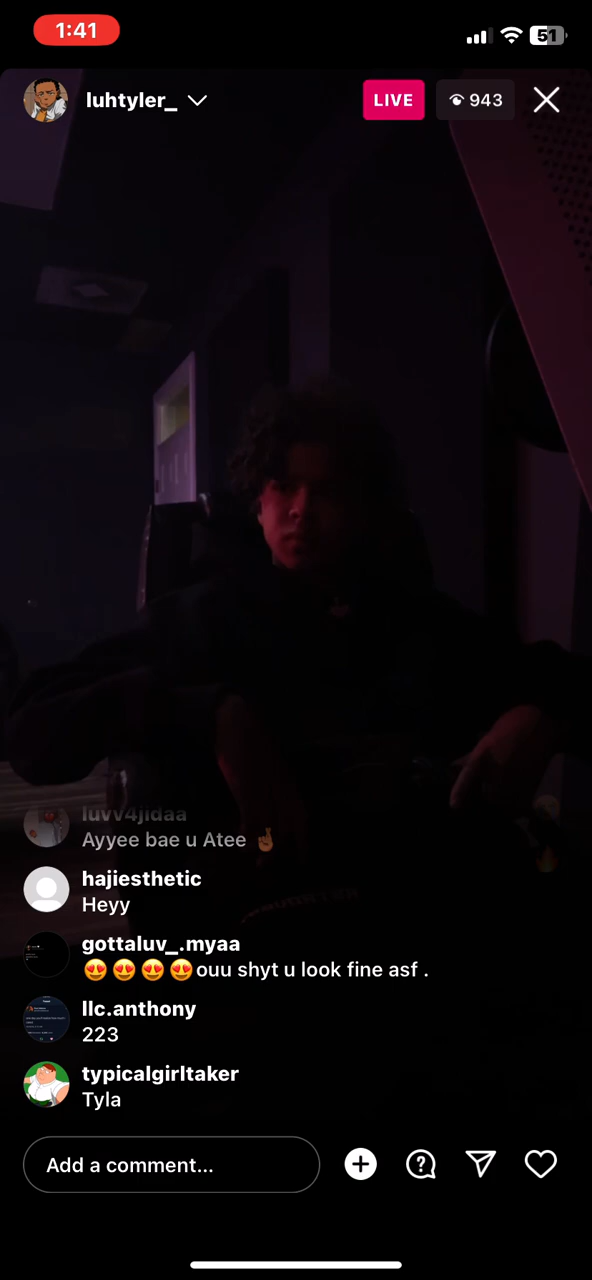 1:41
51
luhtyler_
LIVE
943
luvv4jidaa
Ayyee bae u Atee 🤞🏽
hajiesthetic
Heyy
gottaluv_.myaa
😍😍😍😍ouu shyt u look fine asf .
llc.anthony
223
typicalgirltaker
Tyla
Add a comment...